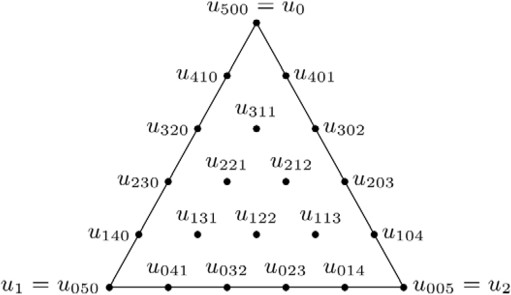 u₅₀₀ = u₀
u₄₁₀ u₄₀₁
u₃₁₁
u₃₂₀ u₃₀₂
u₂₂₁ u₂₁₂
u₂₃₀ u₂₀₃
u₁₃₁ u₁₂₂ u₁₁₃
u₁₄₀ u₁₀₄
u₀₄₁ u₀₃₂ u₀₂₃ u₀₁₄
u₁ = u₀₅₀ u₀₀₅ = u₂